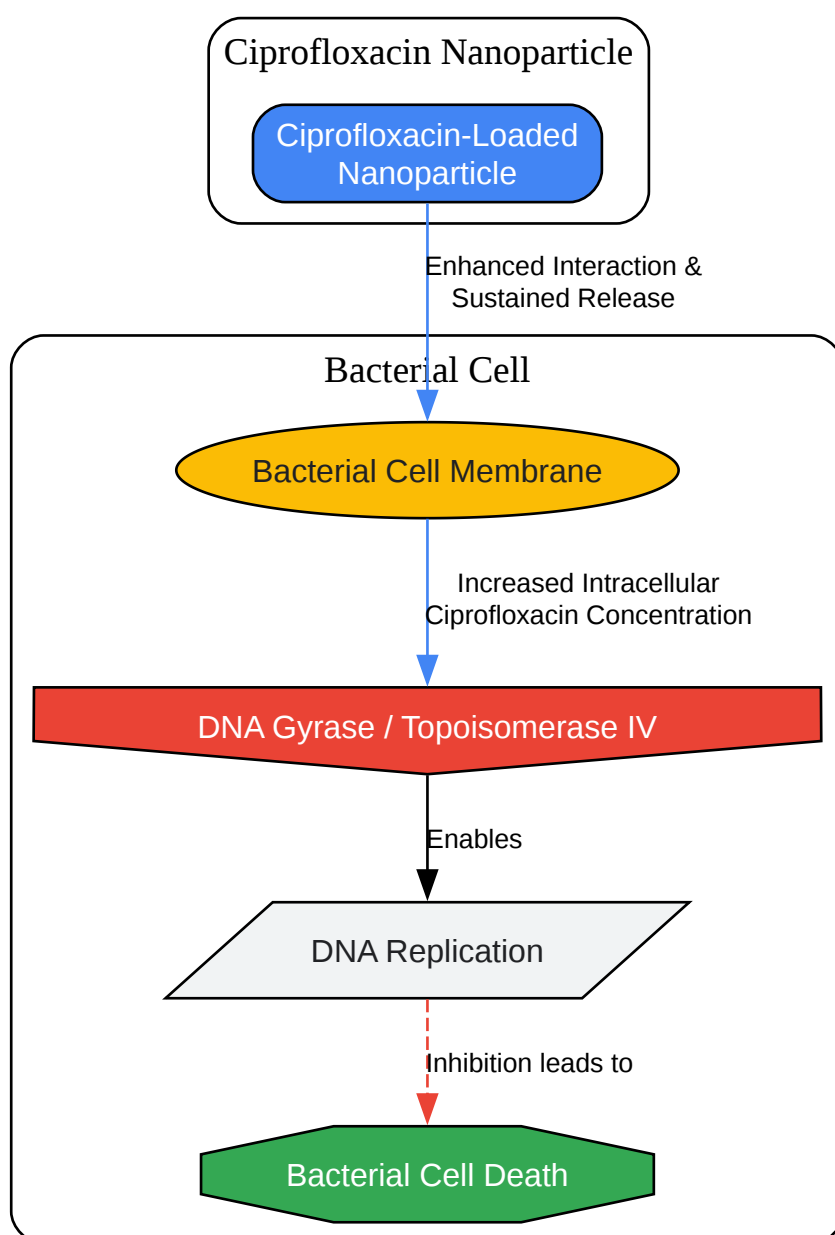 Ciprofloxacin Nanoparticle
Ciprofloxacin-Loaded
Nanoparticle
Enhanced Interaction &
Sustained Release
Bacterial Cell
Bacterial Cell Membrane
Increased Intracellular
Ciprofloxacin Concentration
DNA Gyrase / Topoisomerase IV
Enables
DNA Replication
Inhibition leads to
Bacterial Cell Death